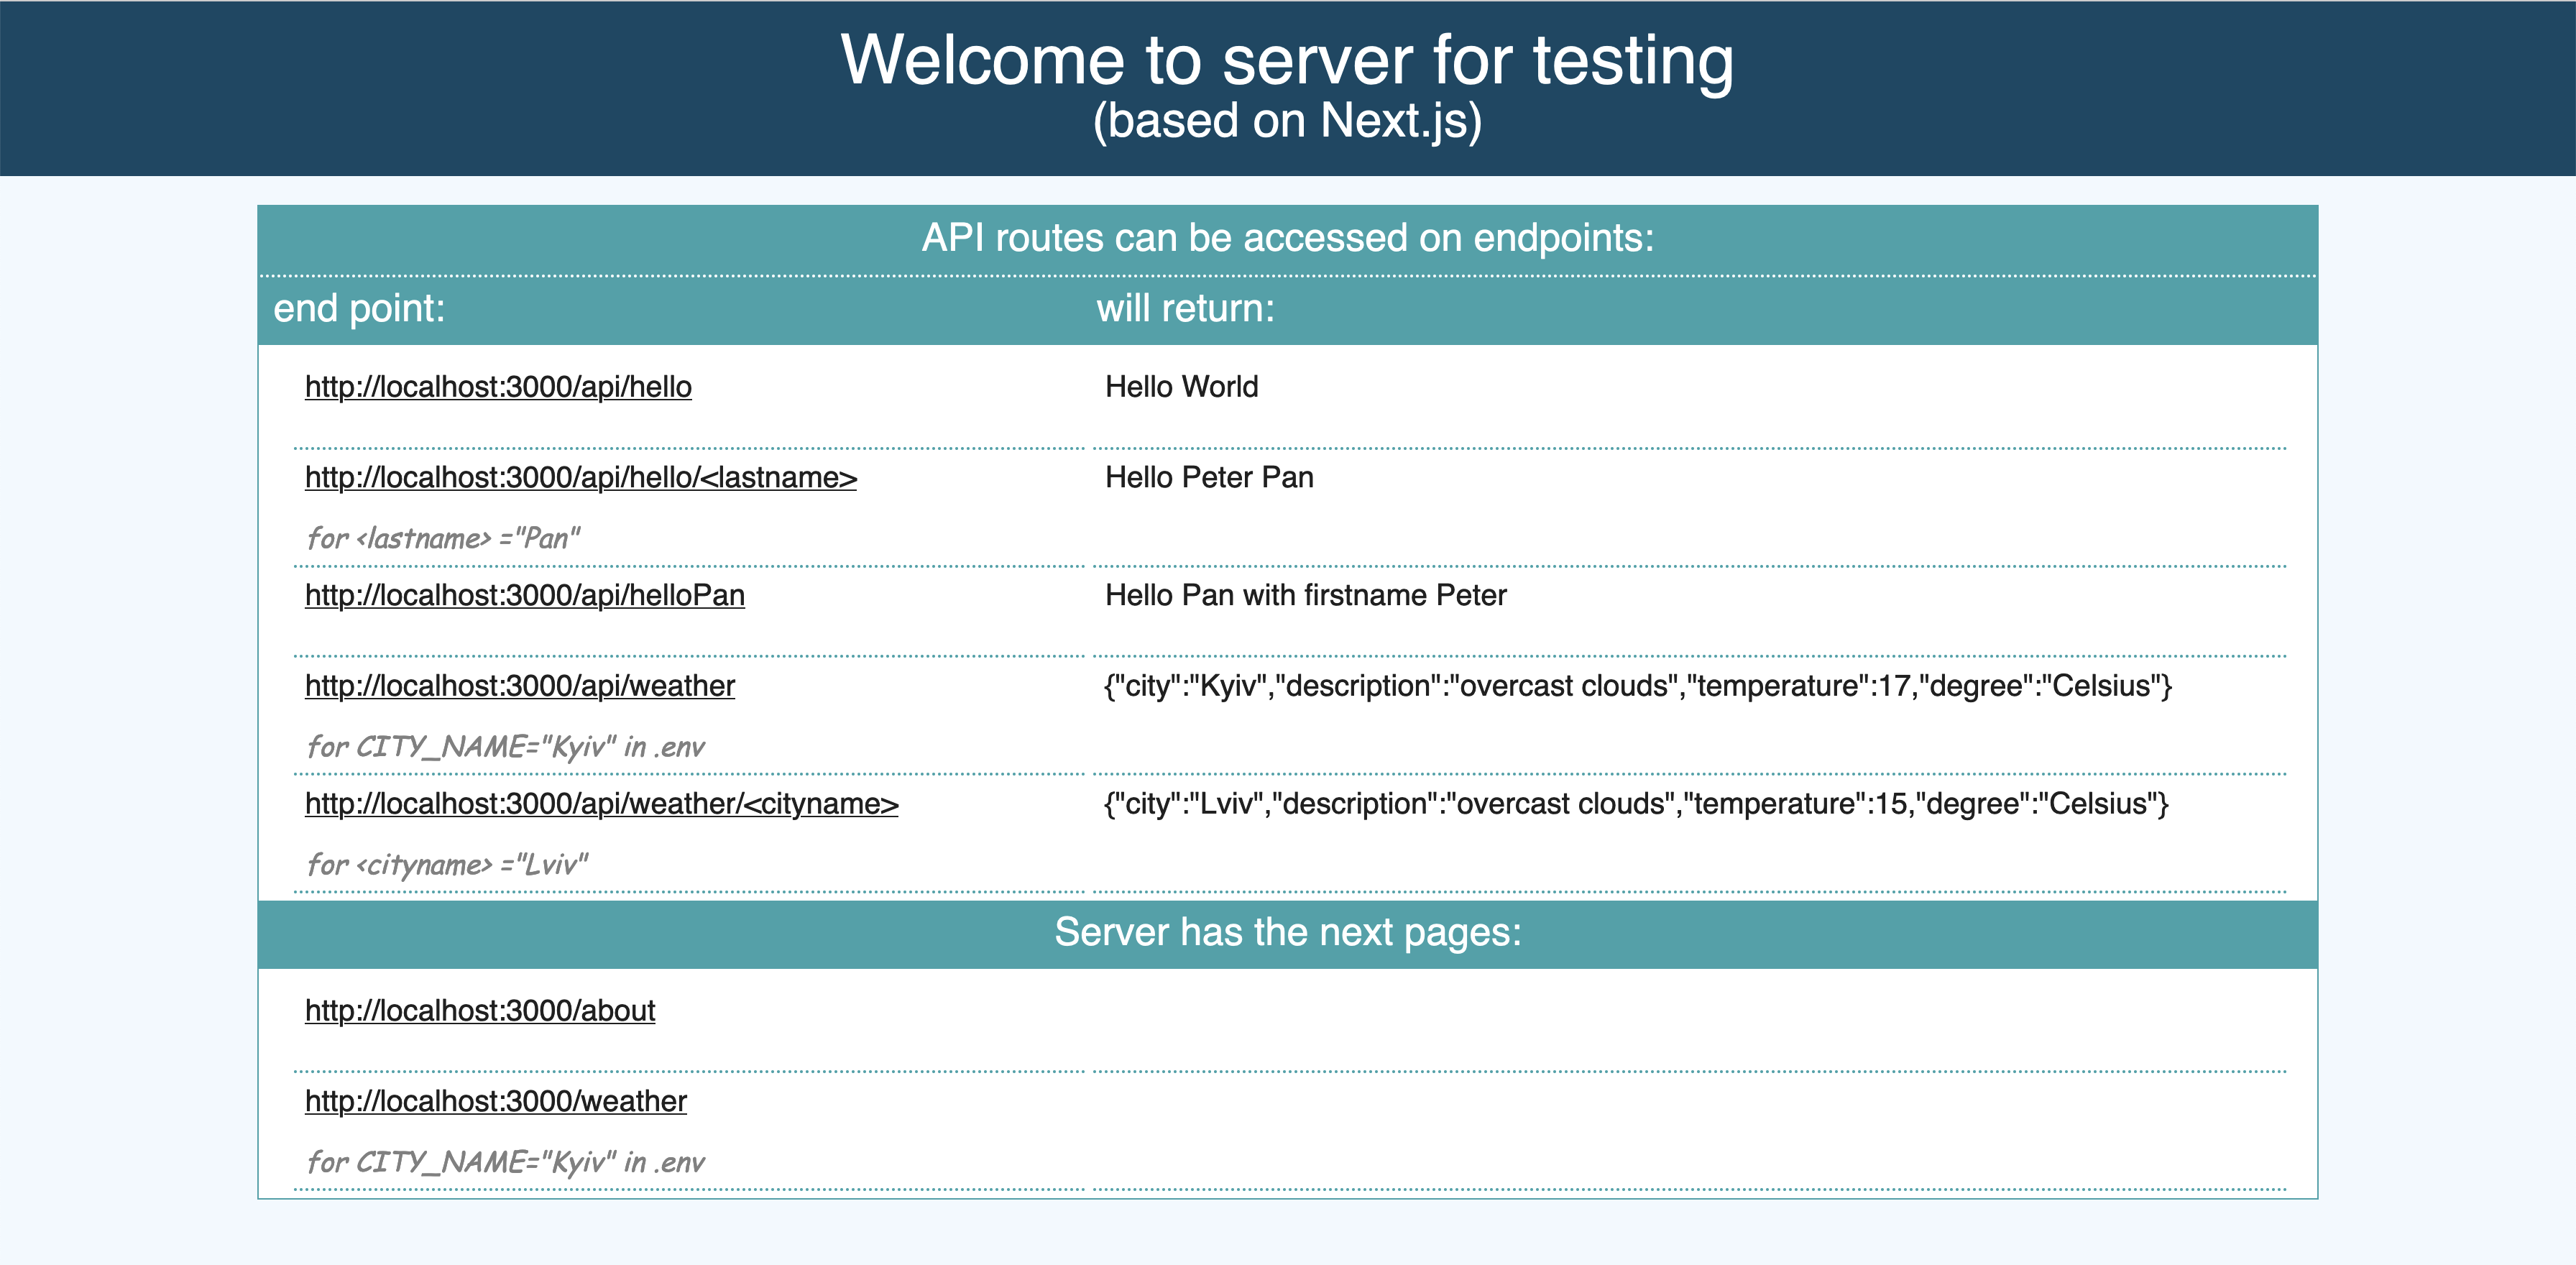 Welcome to server for testing
(based on Next.js)
API routes can be accessed on endpoints:
end point: will return:
http://localhost:3000/api/hello Hello World
http://localhost:3000/api/hello/<lastname> Hello Peter Pan
for <lastname> ="Pan"
http://localhost:3000/api/helloPan Hello Pan with firstname Peter
http://localhost:3000/api/weather {"city":"Kyiv","description":"overcast clouds","temperature":17,"degree":"Celsius"}
for CITY_NAME="Kyiv" in .env
http://localhost:3000/api/weather/<cityname> {"city":"Lviv","description":"overcast clouds","temperature":15,"degree":"Celsius"}
for <cityname> ="Lviv"
Server has the next pages:
http://localhost:3000/about
http://localhost:3000/weather
for CITY_NAME="Kyiv" in .env